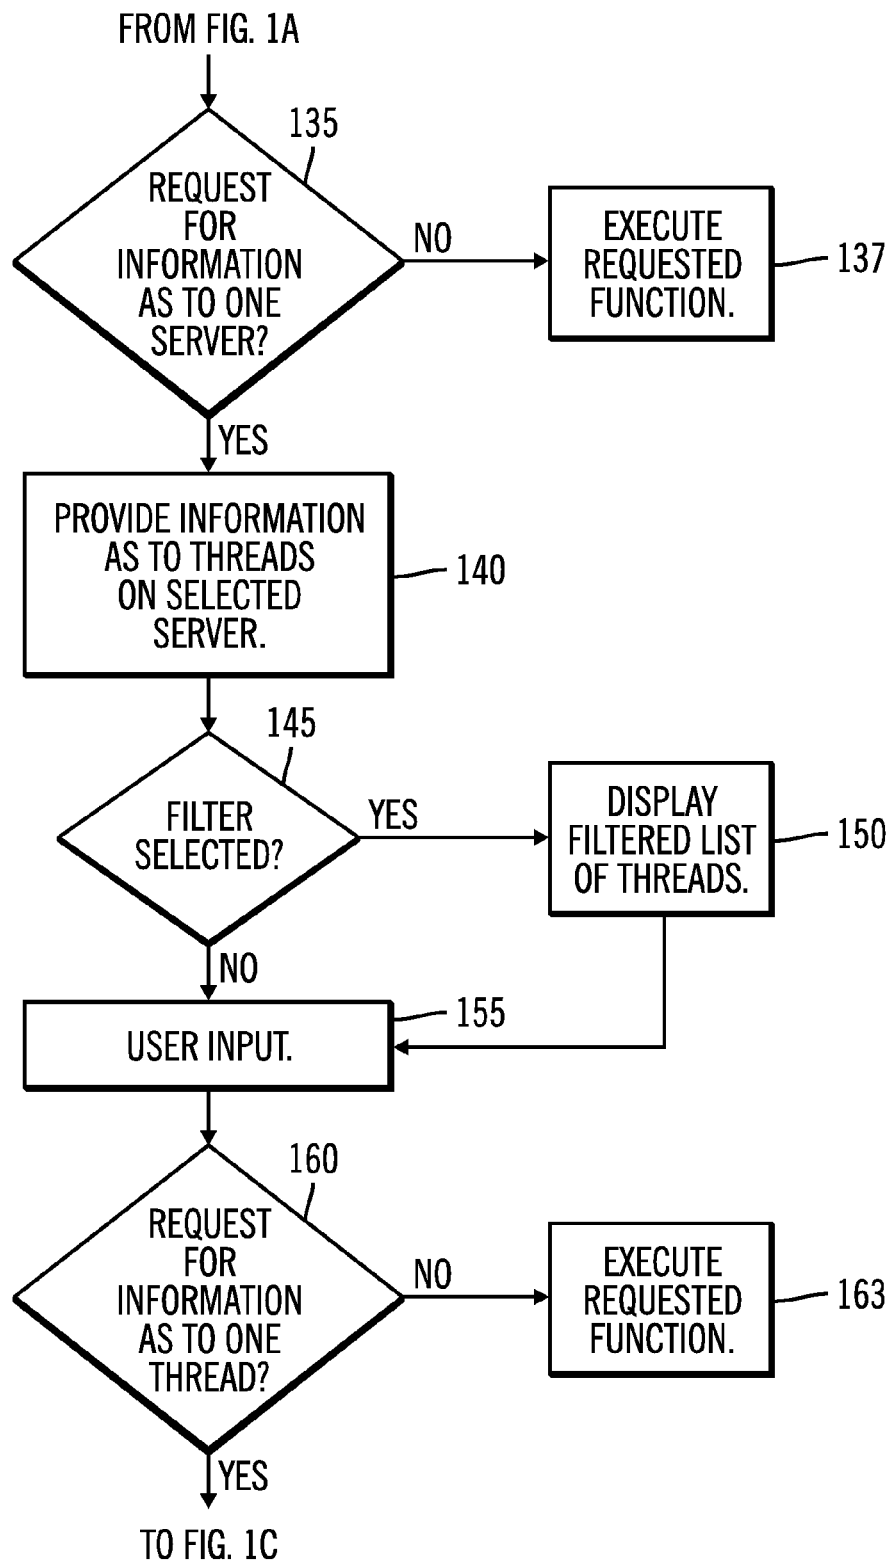 FROM FIG. 1A
135
REQUEST
FOR
INFORMATION
AS TO ONE
SERVER?
NO
EXECUTE
REQUESTED
FUNCTION.
137
YES
PROVIDE INFORMATION
AS TO THREADS
ON SELECTED
SERVER.
140
145
FILTER
SELECTED?
YES
DISPLAY
FILTERED LIST
OF THREADS.
150
NO
USER INPUT.
155
160
REQUEST
FOR
INFORMATION
AS TO ONE
THREAD?
NO
EXECUTE
REQUESTED
FUNCTION.
163
YES
TO FIG. 1C